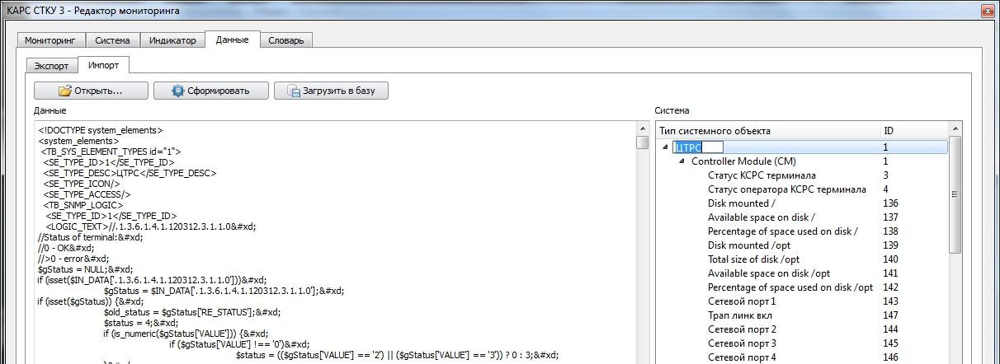 КАРС СТКУ 3 - Редактор мониторинга
Мониторинг Система Индикатор Данные Словарь
Экспорт Импорт
Открыть... Сформировать Загрузить в базу
Данные
<!DOCTYPE system_elements>
<system_elements>
<TB_SYS_ELEMENT_TYPES id="1">
<SE_TYPE_ID>1</SE_TYPE_ID>
<SE_TYPE_DESC>ЦТРС</SE_TYPE_DESC>
<SE_TYPE_ICON/>
<SE_TYPE_ACCESS/>
<TB_SNMP_LOGIC>
<SE_TYPE_ID>1</SE_TYPE_ID>
<LOGIC_TEXT>//.1.3.6.1.4.1.120312.3.1.1.0&#xd;
//Status of terminal:&#xd;
//0 - OK&#xd;
//>0 - error&#xd;
$gStatus = NULL;&#xd;
if (isset($IN_DATA['.1.3.6.1.4.1.120312.3.1.1.0']))&#xd;
$gStatus = $IN_DATA['.1.3.6.1.4.1.120312.3.1.1.0'];&#xd;
if (isset($gStatus)) {&#xd;
$old_status = $gStatus['RE_STATUS'];&#xd;
$status = 4;&#xd;
if (is_numeric($gStatus['VALUE'])) {&#xd;
if ($gStatus['VALUE'] !== '0')&#xd;
$status = (($gStatus['VALUE'] == '2') || ($gStatus['VALUE'] == '3')) ? 0 : 3;&#xd;
Система
Тип системного объекта ID
ЦТРС 1
Controller Module (CM) 1
Статус КСРС терминала 3
Статус оператора КСРС терминала 4
Disk mounted / 136
Available space on disk / 137
Percentage of space used on disk / 138
Disk mounted /opt 139
Total size of disk /opt 140
Available space on disk /opt 141
Percentage of space used on disk /opt 142
Сетевой порт 1 143
Трап линк вкл 147
Сетевой порт 2 144
Сетевой порт 3 145
Сетевой порт 4 146